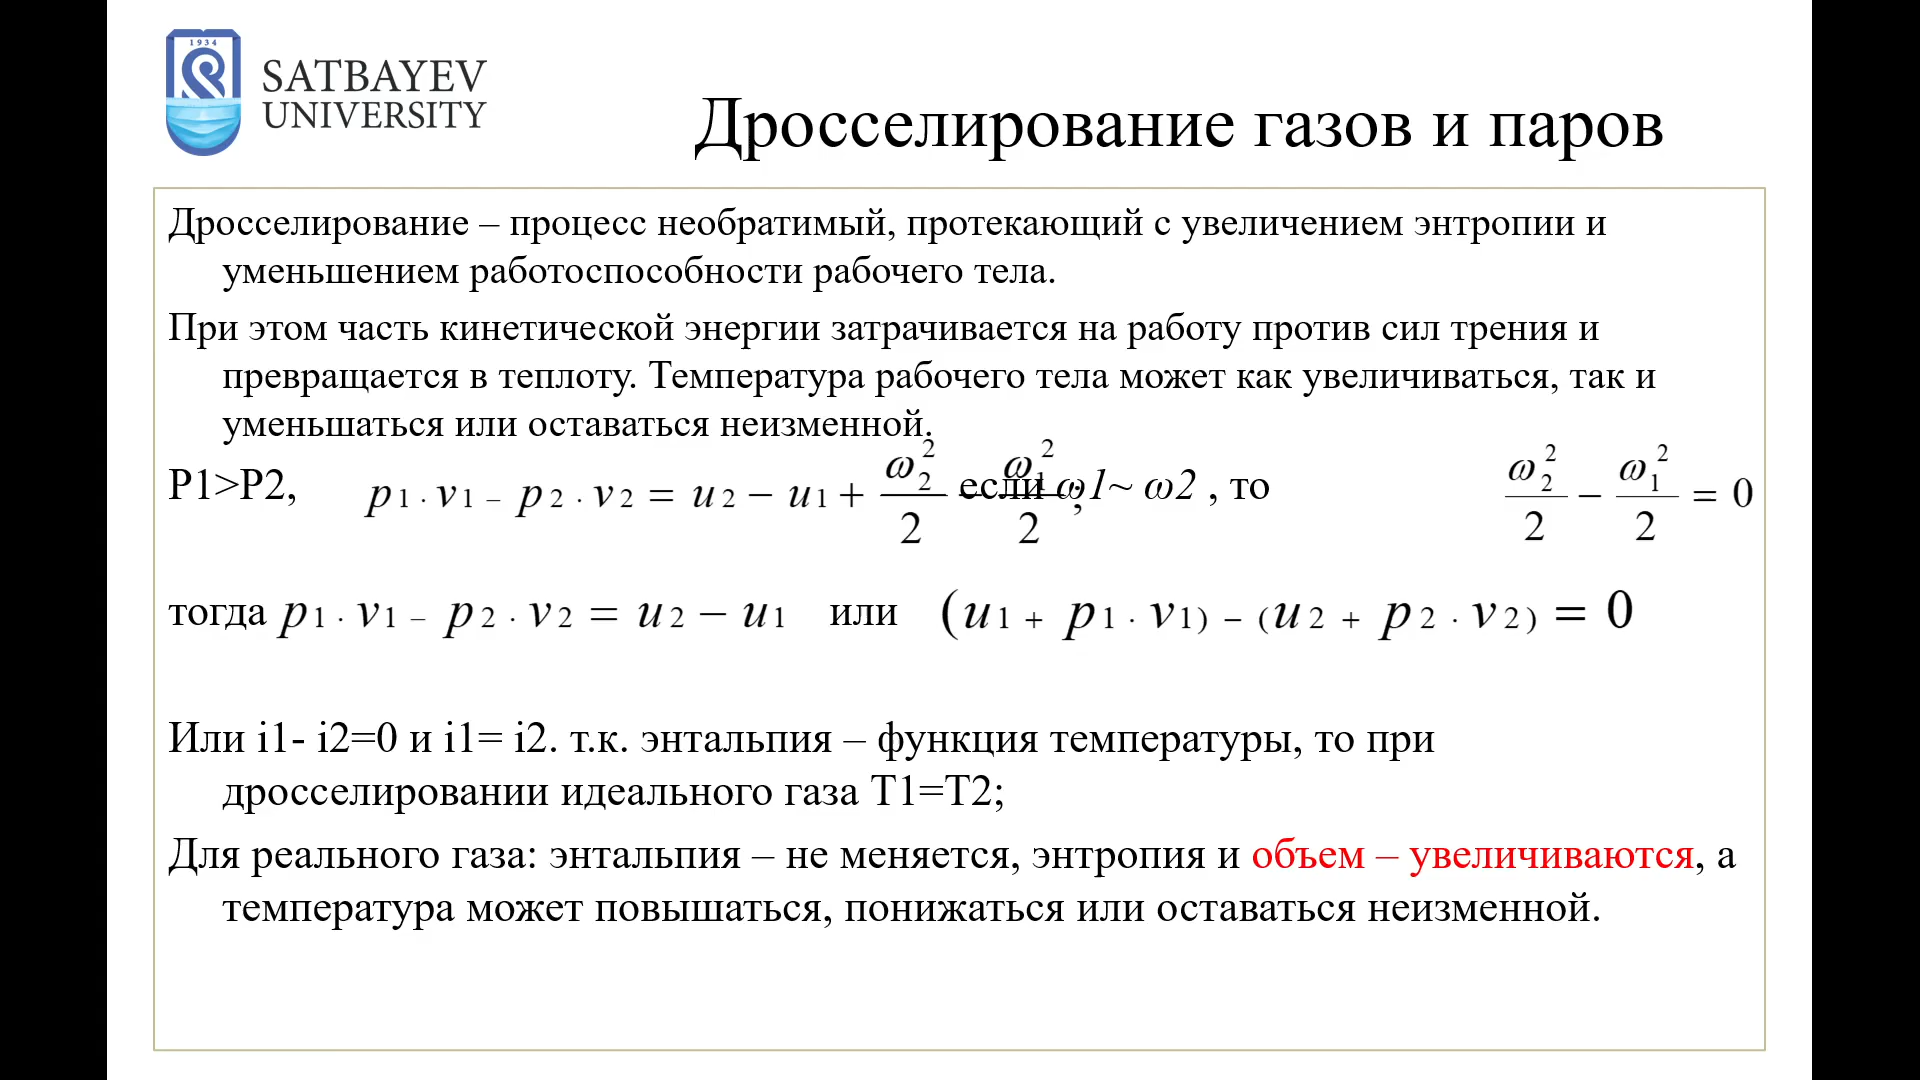 1934
SATBAYEV
UNIVERSITY
Дросселирование газов и паров
Дросселирование – процесс необратимый, протекающий с увеличением энтропии и
уменьшением работоспособности рабочего тела.
При этом часть кинетической энергии затрачивается на работу против сил трения и
превращается в теплоту. Температура рабочего тела может как увеличиваться, так и
уменьшаться или оставаться неизменной.
P1>P2, p1 · v1 – p2 · v2 = u2 – u1 + ω2²/2 – ω1²/2 ; если ω1~ ω2 , то ω2²/2 – ω1²/2 = 0
тогда p1 · v1 – p2 · v2 = u2 – u1 или (u1 + p1 · v1) – (u2 + p2 · v2) = 0
Или i1- i2=0 и i1= i2. т.к. энтальпия – функция температуры, то при
дросселировании идеального газа Т1=Т2;
Для реального газа: энтальпия – не меняется, энтропия и объем – увеличиваются, а
температура может повышаться, понижаться или оставаться неизменной.